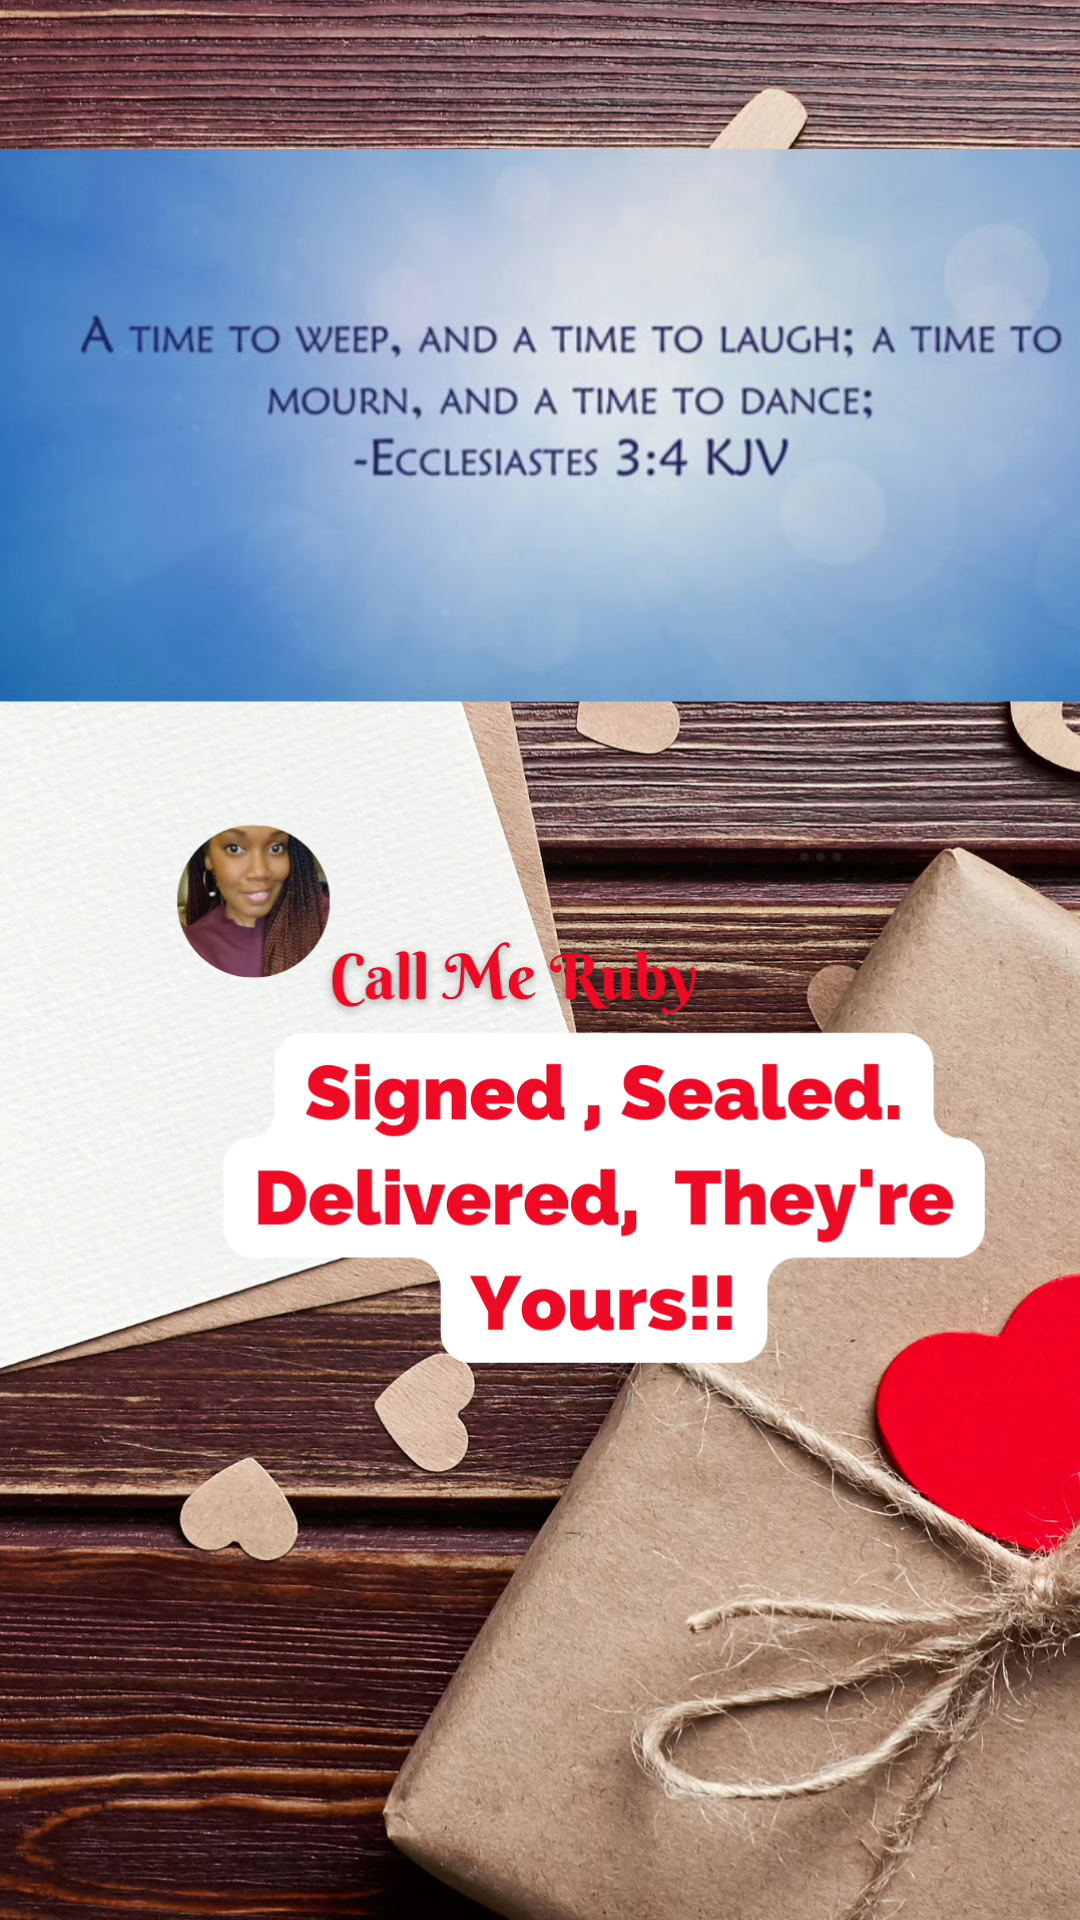 A time to weep, and a time to laugh; a time to
mourn, and a time to dance;
-Ecclesiastes 3:4 KJV
Call Me Ruby
Signed , Sealed.
Delivered, They're
Yours!!